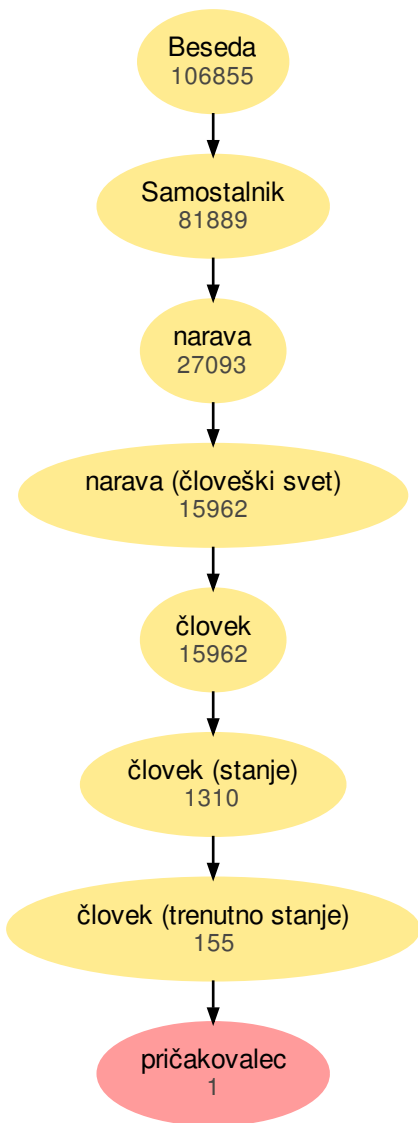 Beseda
106855
Samostalnik
81889
narava
27093
narava (človeški svet)
15962
človek
15962
človek (stanje)
1310
človek (trenutno stanje)
155
pričakovalec
1